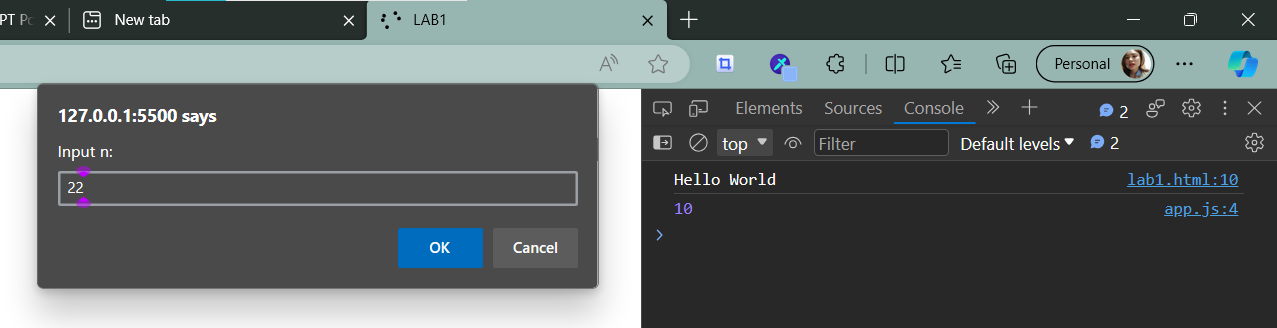 PT Po
New tab
LAB1
Personal
127.0.0.1:5500 says
Input n:
22
OK
Cancel
Elements
Sources
Console
2
top
Filter
Default levels
2
Hello World
lab1.html:10
10
app.js:4